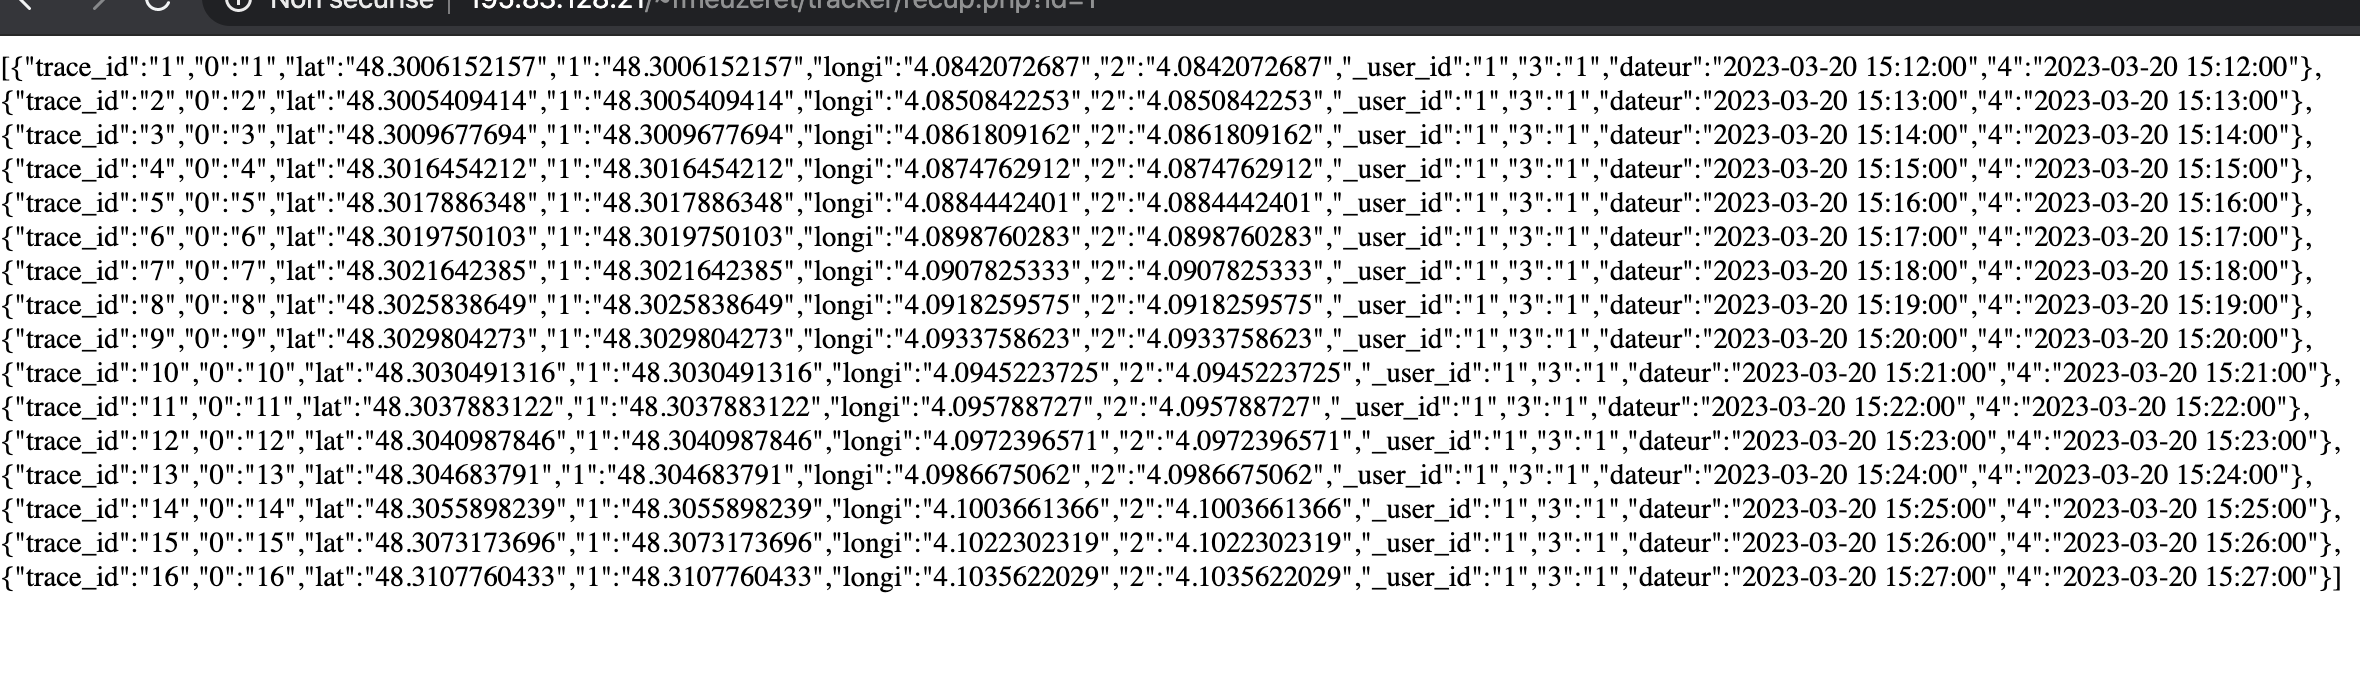 Non sécurisé 195.83.128.21/~rmeuzeret/tracker/recup.php?id=1
[{"trace_id":"1","0":"1","lat":"48.3006152157","1":"48.3006152157","longi":"4.0842072687","2":"4.0842072687","_user_id":"1","3":"1","dateur":"2023-03-20 15:12:00","4":"2023-03-20 15:12:00"},
{"trace_id":"2","0":"2","lat":"48.3005409414","1":"48.3005409414","longi":"4.0850842253","2":"4.0850842253","_user_id":"1","3":"1","dateur":"2023-03-20 15:13:00","4":"2023-03-20 15:13:00"},
{"trace_id":"3","0":"3","lat":"48.3009677694","1":"48.3009677694","longi":"4.0861809162","2":"4.0861809162","_user_id":"1","3":"1","dateur":"2023-03-20 15:14:00","4":"2023-03-20 15:14:00"},
{"trace_id":"4","0":"4","lat":"48.3016454212","1":"48.3016454212","longi":"4.0874762912","2":"4.0874762912","_user_id":"1","3":"1","dateur":"2023-03-20 15:15:00","4":"2023-03-20 15:15:00"},
{"trace_id":"5","0":"5","lat":"48.3017886348","1":"48.3017886348","longi":"4.0884442401","2":"4.0884442401","_user_id":"1","3":"1","dateur":"2023-03-20 15:16:00","4":"2023-03-20 15:16:00"},
{"trace_id":"6","0":"6","lat":"48.3019750103","1":"48.3019750103","longi":"4.0898760283","2":"4.0898760283","_user_id":"1","3":"1","dateur":"2023-03-20 15:17:00","4":"2023-03-20 15:17:00"},
{"trace_id":"7","0":"7","lat":"48.3021642385","1":"48.3021642385","longi":"4.0907825333","2":"4.0907825333","_user_id":"1","3":"1","dateur":"2023-03-20 15:18:00","4":"2023-03-20 15:18:00"},
{"trace_id":"8","0":"8","lat":"48.3025838649","1":"48.3025838649","longi":"4.0918259575","2":"4.0918259575","_user_id":"1","3":"1","dateur":"2023-03-20 15:19:00","4":"2023-03-20 15:19:00"},
{"trace_id":"9","0":"9","lat":"48.3029804273","1":"48.3029804273","longi":"4.0933758623","2":"4.0933758623","_user_id":"1","3":"1","dateur":"2023-03-20 15:20:00","4":"2023-03-20 15:20:00"},
{"trace_id":"10","0":"10","lat":"48.3030491316","1":"48.3030491316","longi":"4.0945223725","2":"4.0945223725","_user_id":"1","3":"1","dateur":"2023-03-20 15:21:00","4":"2023-03-20 15:21:00"},
{"trace_id":"11","0":"11","lat":"48.3037883122","1":"48.3037883122","longi":"4.095788727","2":"4.095788727","_user_id":"1","3":"1","dateur":"2023-03-20 15:22:00","4":"2023-03-20 15:22:00"},
{"trace_id":"12","0":"12","lat":"48.3040987846","1":"48.3040987846","longi":"4.0972396571","2":"4.0972396571","_user_id":"1","3":"1","dateur":"2023-03-20 15:23:00","4":"2023-03-20 15:23:00"},
{"trace_id":"13","0":"13","lat":"48.304683791","1":"48.304683791","longi":"4.0986675062","2":"4.0986675062","_user_id":"1","3":"1","dateur":"2023-03-20 15:24:00","4":"2023-03-20 15:24:00"},
{"trace_id":"14","0":"14","lat":"48.3055898239","1":"48.3055898239","longi":"4.1003661366","2":"4.1003661366","_user_id":"1","3":"1","dateur":"2023-03-20 15:25:00","4":"2023-03-20 15:25:00"},
{"trace_id":"15","0":"15","lat":"48.3073173696","1":"48.3073173696","longi":"4.1022302319","2":"4.1022302319","_user_id":"1","3":"1","dateur":"2023-03-20 15:26:00","4":"2023-03-20 15:26:00"},
{"trace_id":"16","0":"16","lat":"48.3107760433","1":"48.3107760433","longi":"4.1035622029","2":"4.1035622029","_user_id":"1","3":"1","dateur":"2023-03-20 15:27:00","4":"2023-03-20 15:27:00"}]